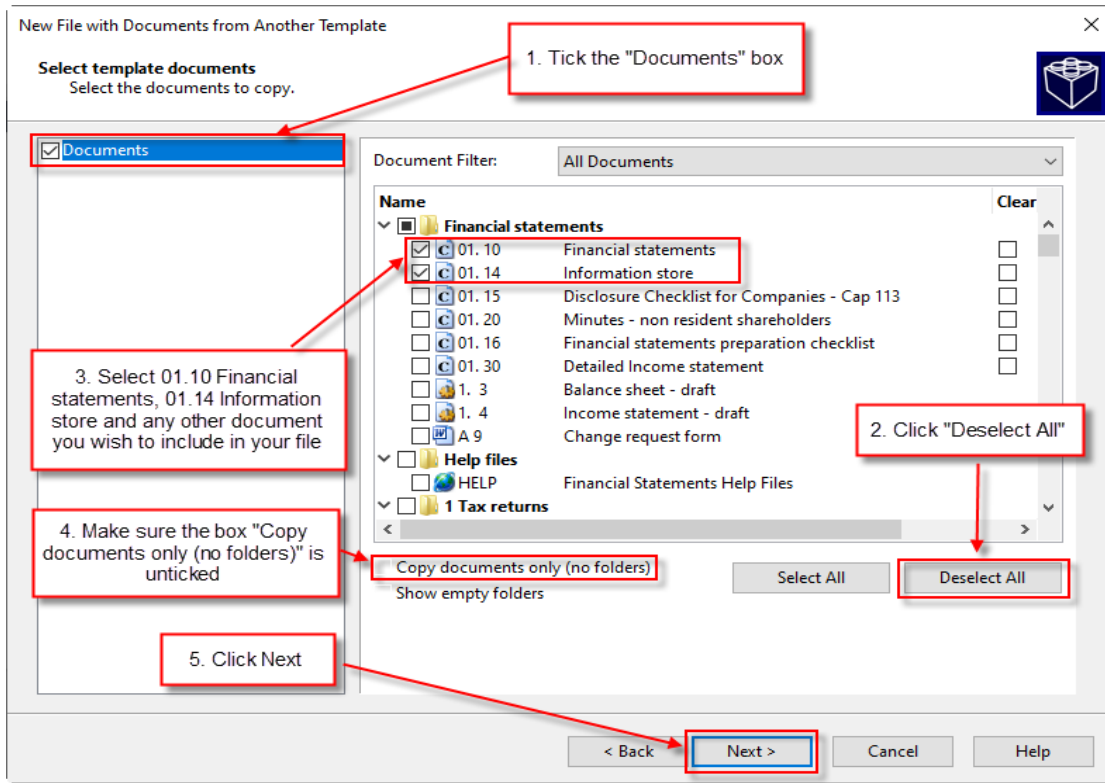 New File with Documents from Another Template
1. Tick the "Documents" box
Select template documents
Select the documents to copy.
Documents
Document Filter:
All Documents
Name
Clear
Financial statements
01. 10 Financial statements
01. 14 Information store
01. 15 Disclosure Checklist for Companies - Cap 113
01. 20 Minutes - non resident shareholders
01. 16 Financial statements preparation checklist
01. 30 Detailed Income statement
1. 3 Balance sheet - draft
1. 4 Income statement - draft
A 9 Change request form
Help files
HELP Financial Statements Help Files
1 Tax returns
3. Select 01.10 Financial
statements, 01.14 Information
store and any other document
you wish to include in your file
2. Click "Deselect All"
4. Make sure the box "Copy
documents only (no folders)" is
unticked
Copy documents only (no folders)
Show empty folders
Select All
Deselect All
5. Click Next
< Back
Next >
Cancel
Help